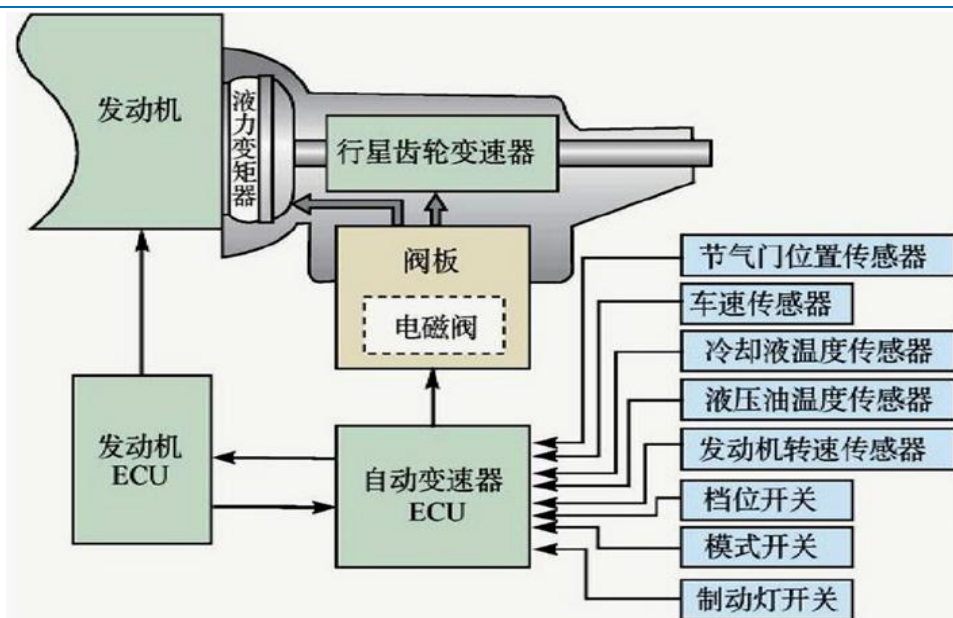 发动机
液力变矩器
行星齿轮变速器
阀板
电磁阀
节气门位置传感器
车速传感器
冷却液温度传感器
液压油温度传感器
发动机转速传感器
档位开关
模式开关
制动灯开关
发动机
ECU
自动变速器
ECU